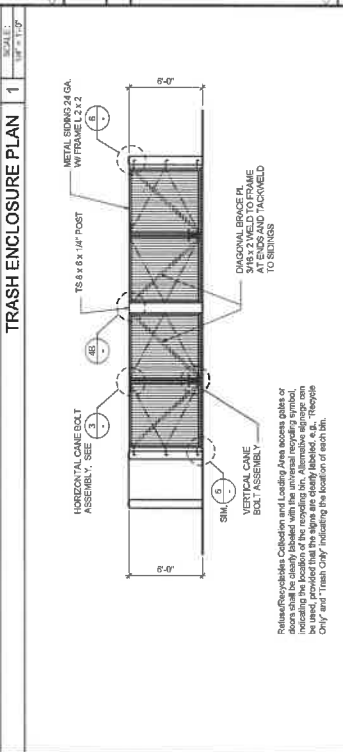 TRASH ENCLOSURE PLAN
1
SCALE:
1/4" = 1'-0"
METAL SIDING 24 GA.
W/ FRAME L 2 x 2
6
-
TS 6 x 6 x 1/4" POST
4B
-
HORIZONTAL CANE BOLT
ASSEMBLY, SEE
3
-
6'-0"
6'-0"
5
-
SIM.
VERTICAL CANE
BOLT ASSEMBLY
DIAGONAL BRACE PL
3/16 x 2 WELD TO FRAME
AT ENDS AND TACKWELD
TO SIDINGS
Refuse/Recyclables Collection and Loading Area access gates or
doors shall be clearly labeled with the universal recycling symbol,
indicating the location of the recycling bin. Alternative signage can
be used, provided that the signs are clearly labeled, e.g., "Recycle
Only" and "Trash Only" indicating the location of each bin.